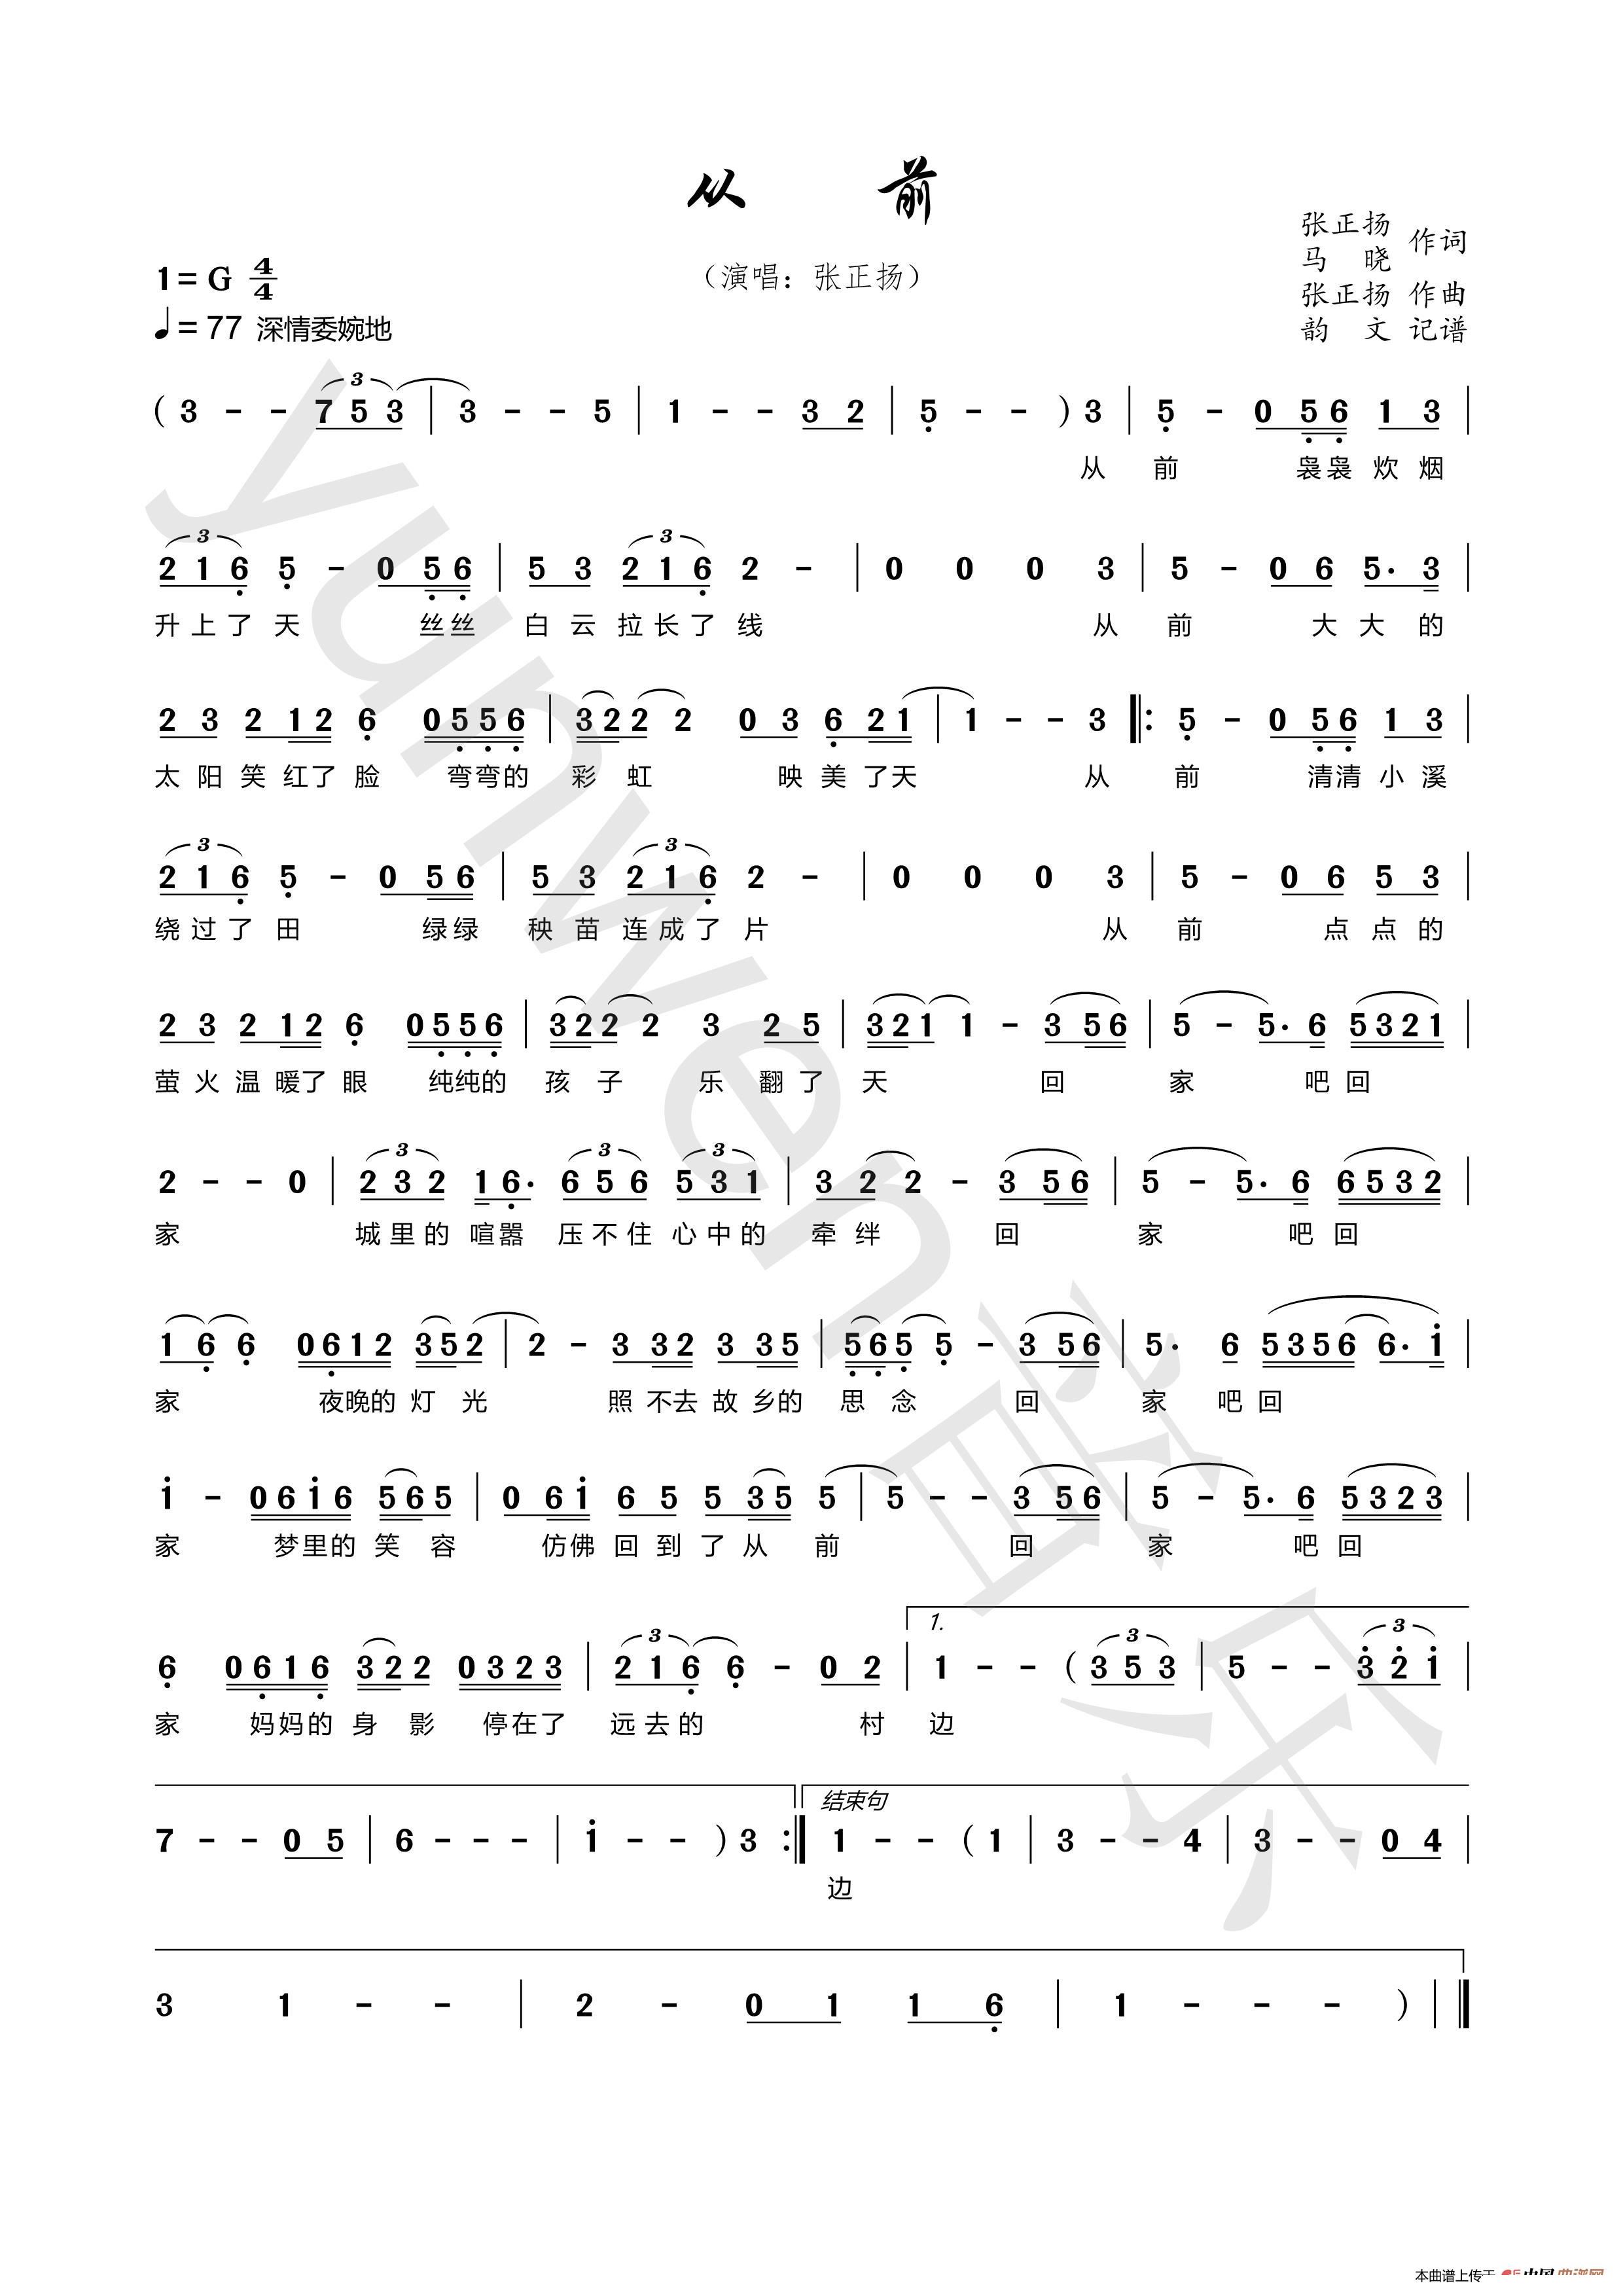 从 前
张正扬
马 晓 作词
1=G 4/4
(演唱：张正扬)
张正扬 作曲
♩=77 深情委婉地
韵 文 记谱
( 3 - - 7 5 3 | 3 - - 5 | 1 - - 3 2 | 5 - - ) 3 | 5 - 0 5 6 1 3 |
从 前 袅袅 炊 烟
2 1 6 5 - 0 5 6 | 5 3 2 1 6 2 - | 0 0 0 3 | 5 - 0 6 5. 3 |
升 上 了 天 丝丝 白 云 拉 长 了 线 从 前 大 大 的
2 3 2 1 2 6 0 5 5 6 | 3 2 2 2 0 3 6 2 1 | 1 - - 3 ‖: 5 - 0 5 6 1 3 |
太 阳 笑 红了 脸 弯弯的 彩 虹 映 美 了天 从 前 清清 小 溪
2 1 6 5 - 0 5 6 | 5 3 2 1 6 2 - | 0 0 0 3 | 5 - 0 6 5 3 |
绕 过 了 田 绿绿 秧 苗 连 成 了 片 从 前 点 点 的
2 3 2 1 2 6 0 5 5 6 | 3 2 2 2 3 2 5 | 3 2 1 1 - 3 5 6 | 5 - 5. 6 5 3 2 1
萤 火 温 暖了 眼 纯纯的 孩 子 乐 翻 了 天 回 家 吧 回
2 - - 0 | 2 3 2 1 6. 6 5 6 5 3 1 | 3 2 2 - 3 5 6 | 5 - 5. 6 6 5 3 2 |
家 城 里 的 喧嚣 压 不 住 心 中 的 牵 绊 回 家 吧 回
1 6 6 0 6 1 2 3 5 2 | 2 - 3 3 2 3 3 5 | 5 6 5 5 - 3 5 6 | 5. 6 5 3 5 6 6. 1 |
家 夜晚的 灯 光 照 不去 故 乡的 思 念 回 家 吧 回
1 - 0 6 1 6 5 6 5 | 0 6 1 6 5 5 3 5 5 | 5 - - 3 5 6 | 5 - 5. 6 5 3 2 3 |
家 梦里的 笑 容 仿佛 回 到 了 从 前 回 家 吧 回
1.
6 0 6 1 6 3 2 2 0 3 2 3 | 2 1 6 6 - 0 2 | 1 - - ( 3 5 3 | 5 - - 3 2 1 |
家 妈妈的 身 影 停在了 远 去 的 村 边
结束句
7 - - 0 5 | 6 - - - | 1 - - ) 3 :‖ 1 - - ( 1 | 3 - - 4 | 3 - - 0 4 |
边
3 1 - - | 2 - 0 1 1 6 | 1 - - - ) ‖
yunwen音乐
本曲谱上传于